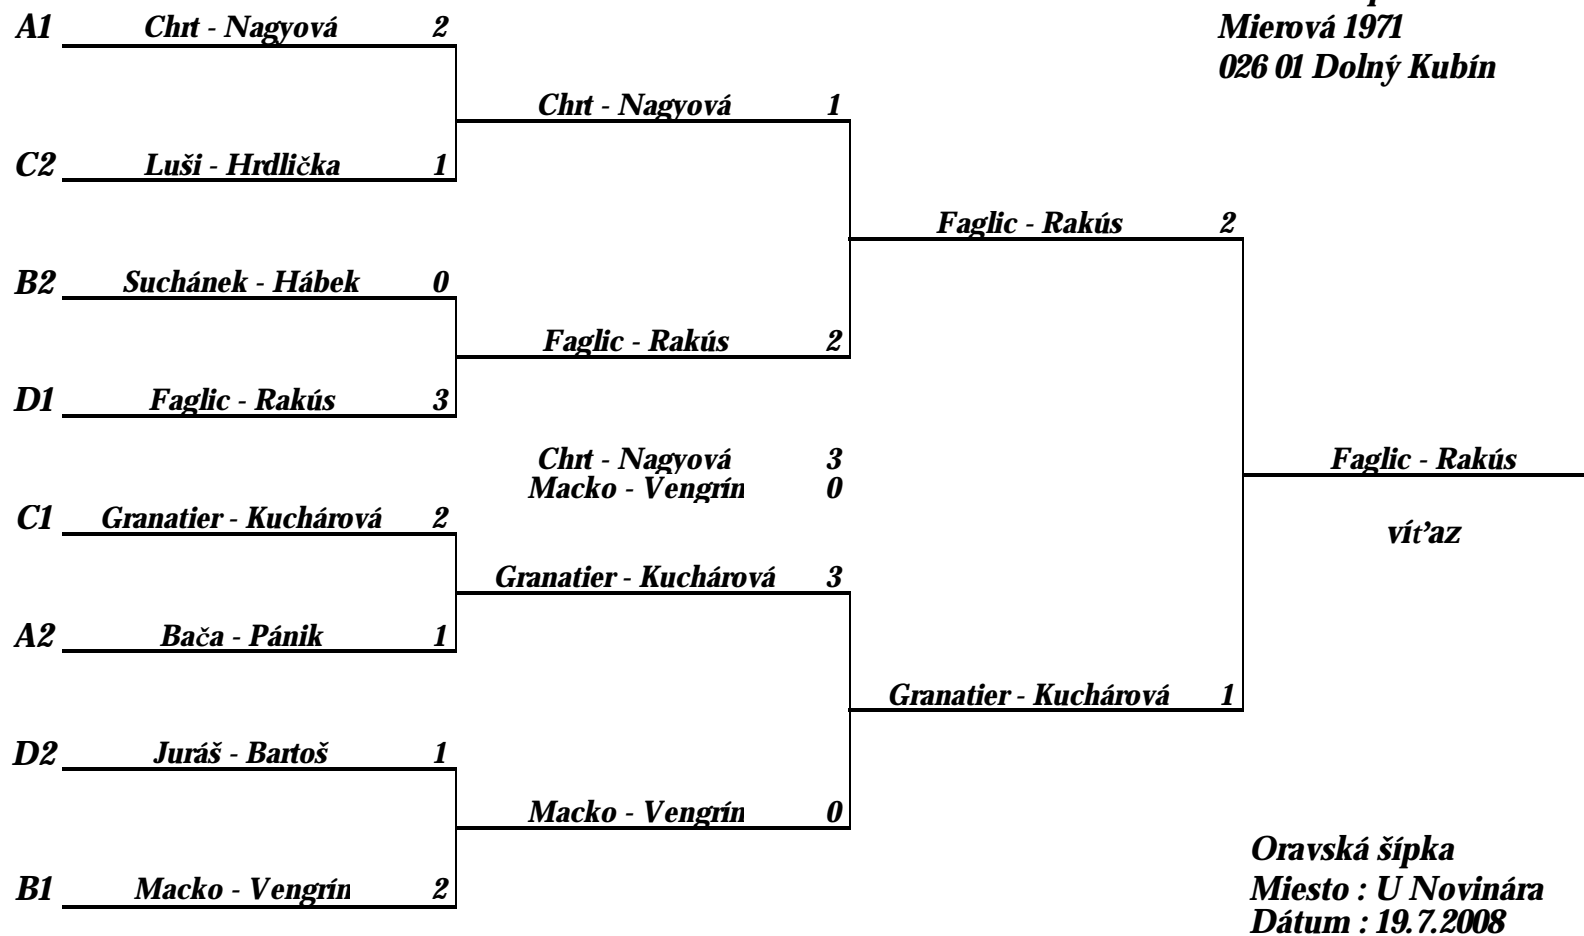 A1 Chrt - Nagyová 2
Mierová 1971
026 01 Dolný Kubín
Chrt - Nagyová 1
C2 Luši - Hrdlička 1
Faglic - Rakús 2
B2 Suchánek - Hábek 0
Faglic - Rakús 2
D1 Faglic - Rakús 3
Chrt - Nagyová 3
Faglic - Rakús
Macko - Vengrín 0
C1 Granatier - Kuchárová 2
víťaz
Granatier - Kuchárová 3
A2 Bača - Pánik 1
Granatier - Kuchárová 1
D2 Juráš - Bartoš 1
Macko - Vengrín 0
Oravská šípka
B1 Macko - Vengrín 2
Miesto : U Novinára
Dátum : 19.7.2008